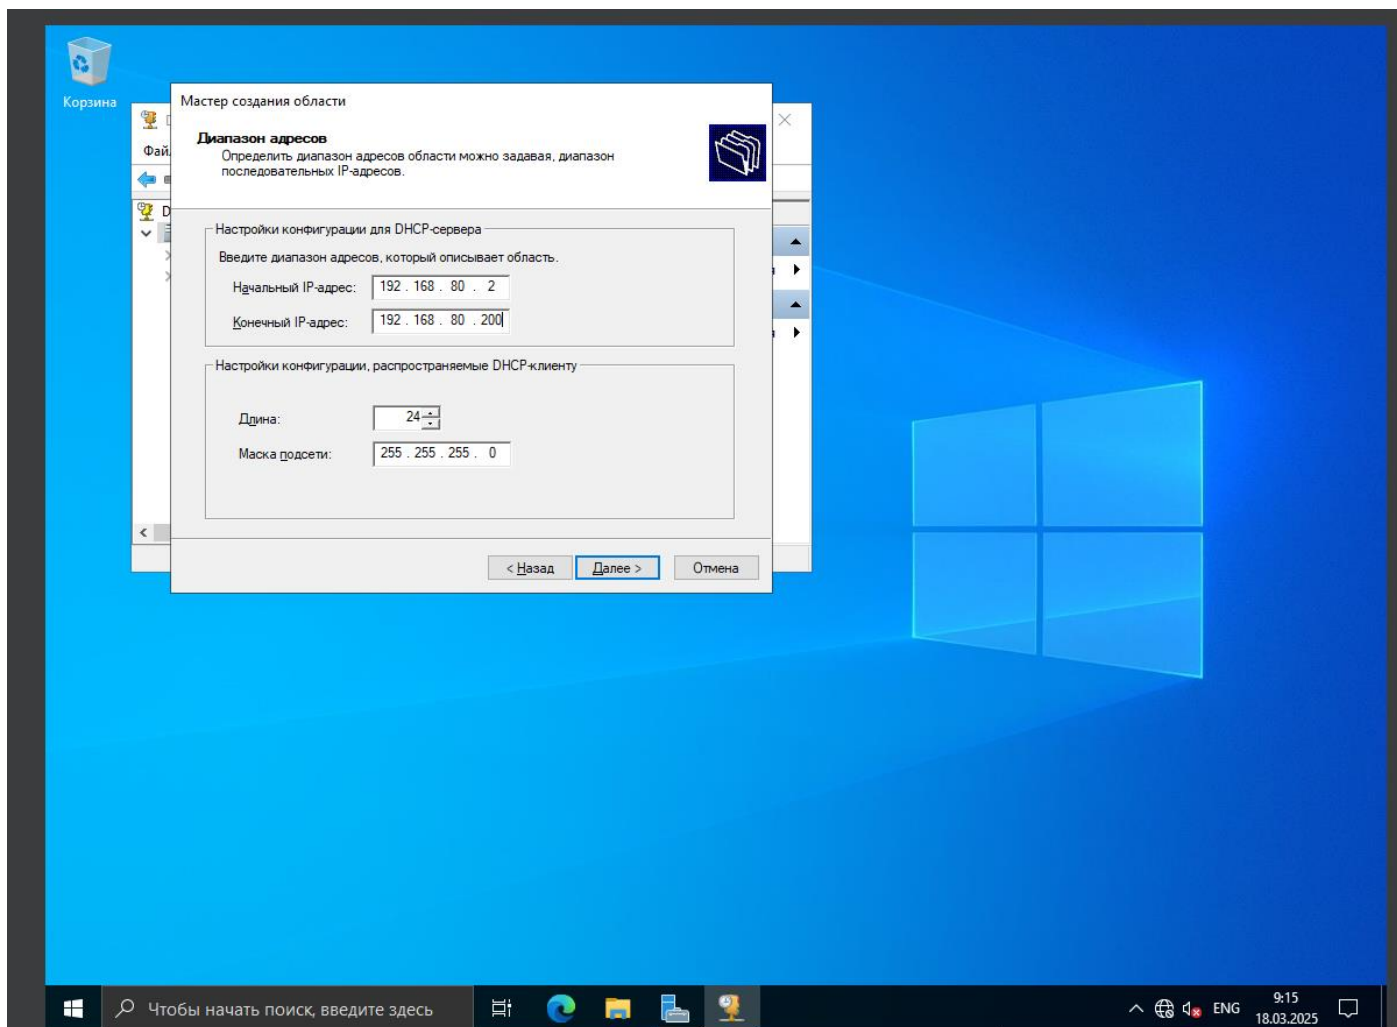 Корзина
Мастер создания области
Фай
Диапазон адресов
Определить диапазон адресов области можно задавая, диапазон
последовательных IP-адресов.
D
Настройки конфигурации для DHCP-сервера
Введите диапазон адресов, который описывает область.
Начальный IP-адрес: 192 . 168 . 80 . 2
Конечный IP-адрес: 192 . 168 . 80 . 200
Настройки конфигурации, распространяемые DHCP-клиенту
Длина: 24
Маска подсети: 255 . 255 . 255 . 0
< Назад Далее > Отмена
Чтобы начать поиск, введите здесь
ENG
9:15
18.03.2025